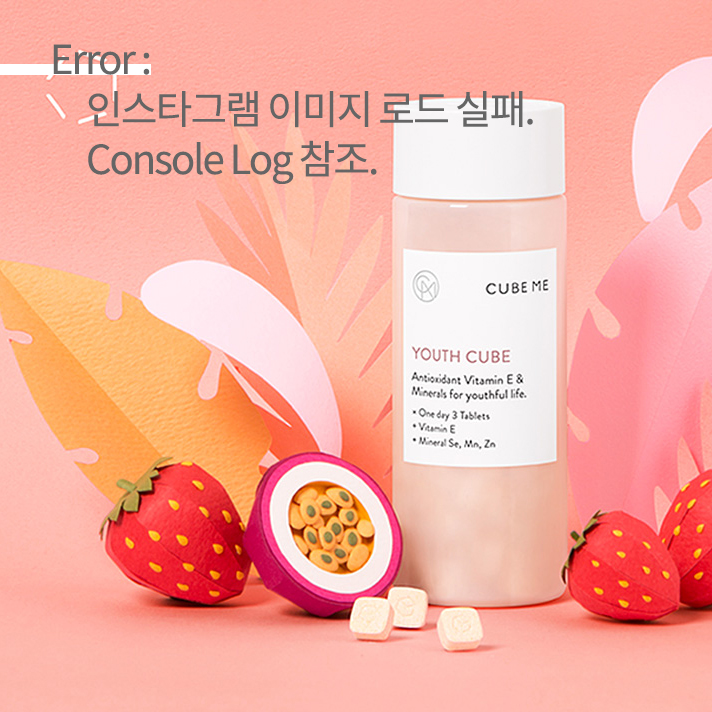 Error :
인스타그램 이미지 로드 실패.
Console Log 참조.
CM
CUBE ME
YOUTH CUBE
Antioxidant Vitamin E &
Minerals for youthful life.
* One day 3 Tablets
* Vitamin E
* Mineral Se, Mn, Zn